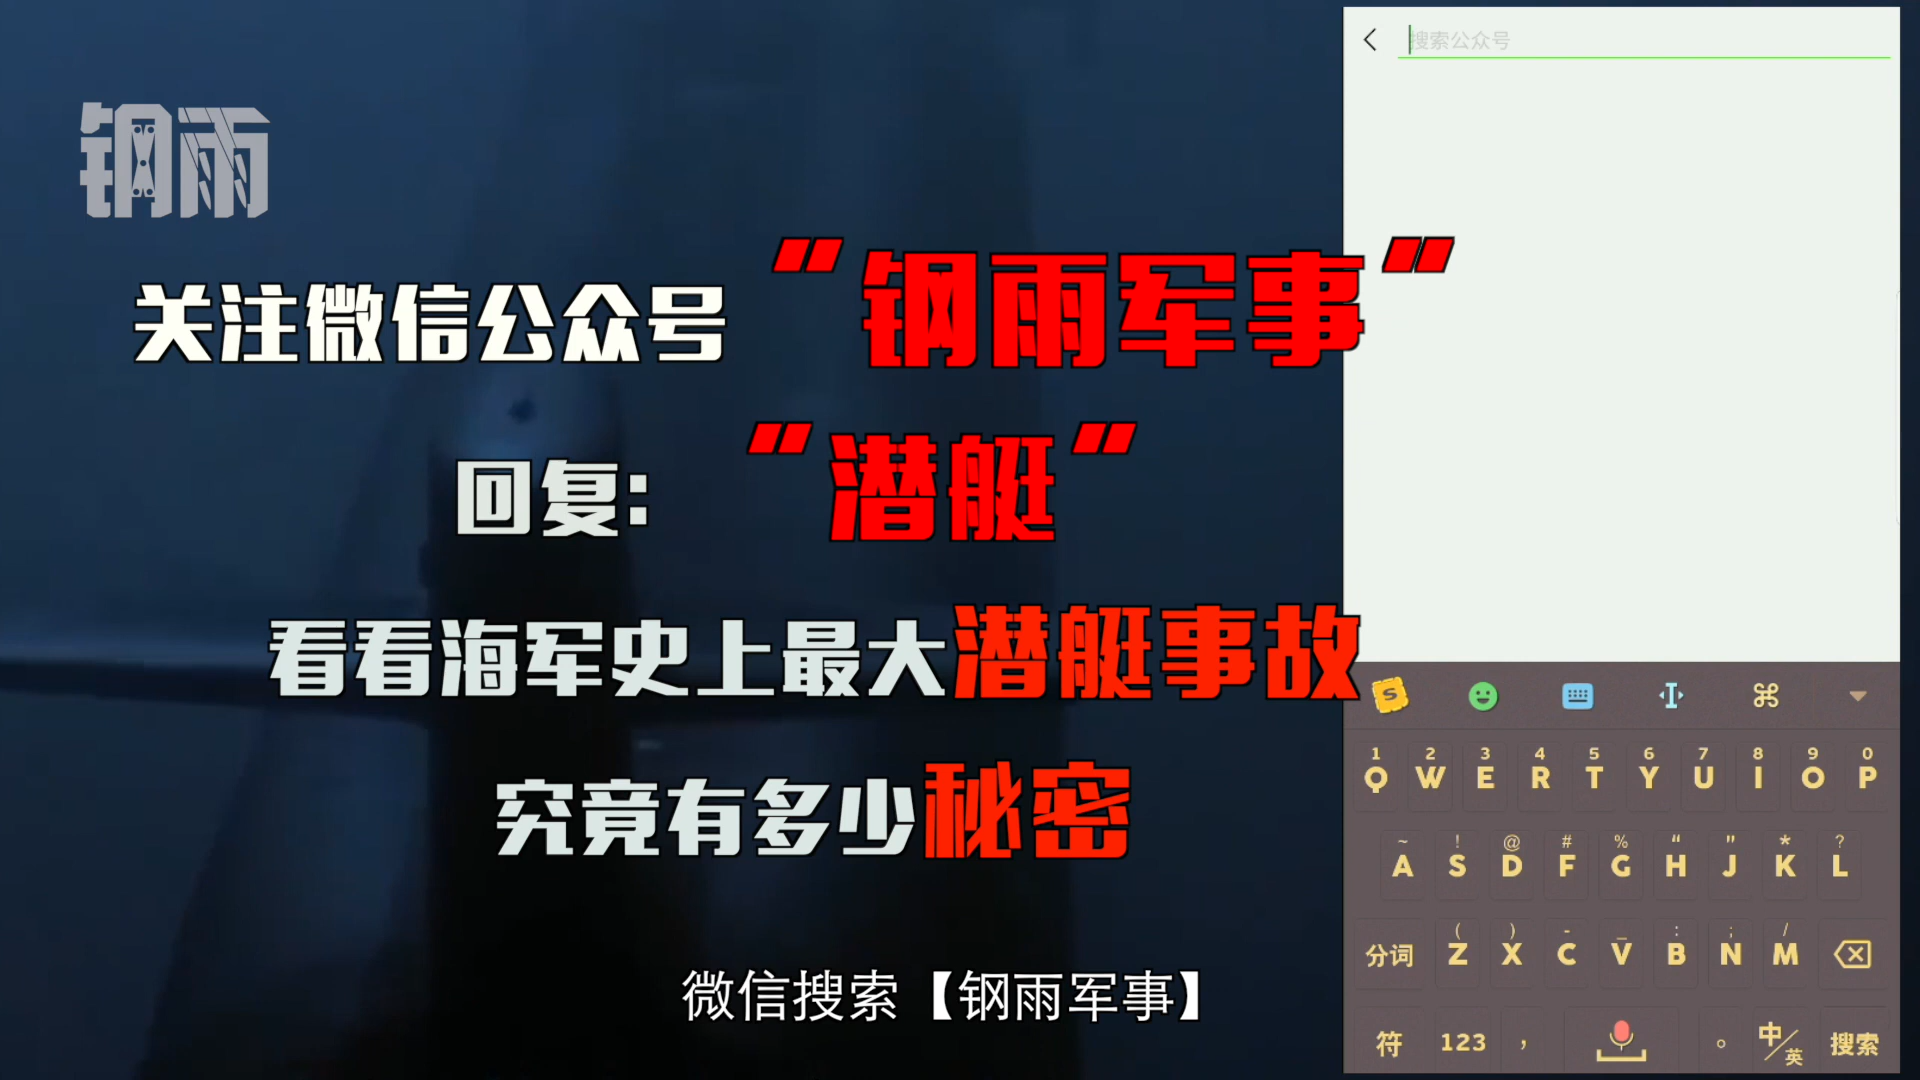 钢雨
关注微信公众号“钢雨军事”
回复:“潜艇”
看看海军史上最大潜艇事故
究竟有多少秘密
微信搜索【钢雨军事】
搜索公众号
S
1 2 3 4 5 6 7 8 9 0
Q W E R T Y U I O P
~ ! @ # % “ " * ?
A S D F G H J K L
( ) - _ : ; /
分词 Z X C V B N M
符 123 , 。 中/英 搜索